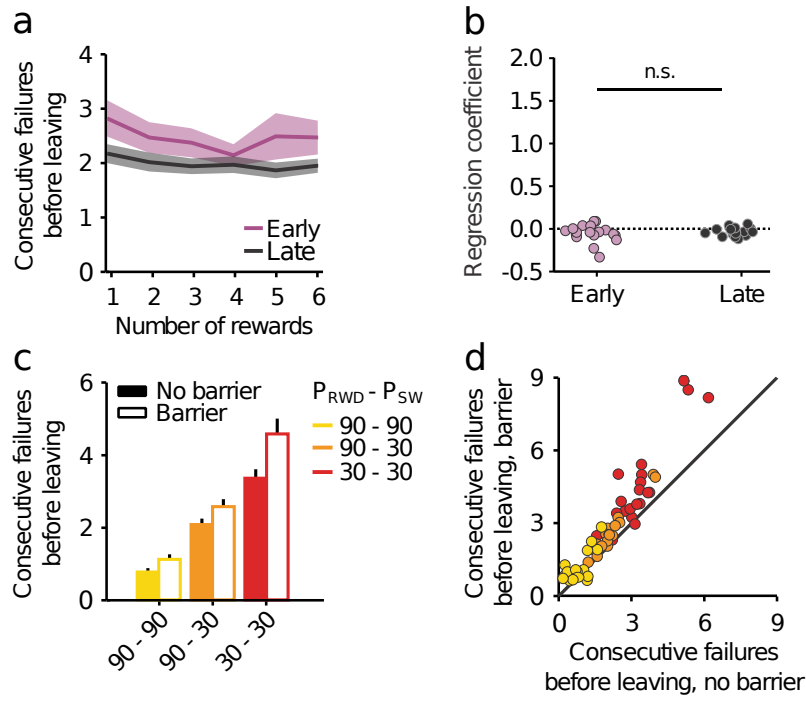 a
Consecutive failures
before leaving
4
3
2
1
0
Early
Late
1 2 3 4 5 6
Number of rewards
b
Regression coefficient
2.0
1.5
1.0
0.5
0.0
-0.5
n.s.
Early Late
c
Consecutive failures
before leaving
6
4
2
0
No barrier
Barrier
P_RWD - P_SW
90 - 90
90 - 30
30 - 30
90 - 90
90 - 30
30 - 30
d
Consecutive failures
before leaving, barrier
9
6
3
0
0 3 6 9
Consecutive failures
before leaving, no barrier